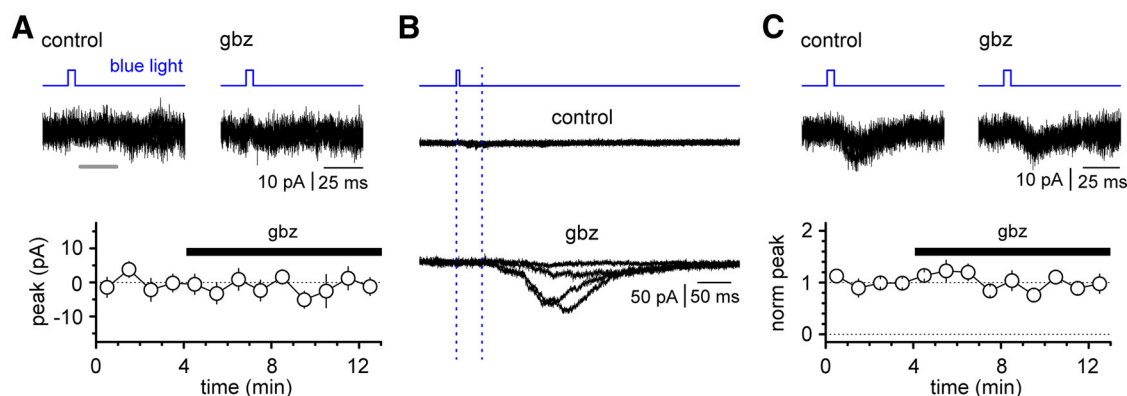 A
control
gbz
blue light
10 pA
25 ms
gbz
peak (pA)
10
0
-10
0
4
8
12
time (min)
B
control
gbz
50 pA
50 ms
C
control
gbz
10 pA
25 ms
gbz
norm peak
2
1
0
0
4
8
12
time (min)